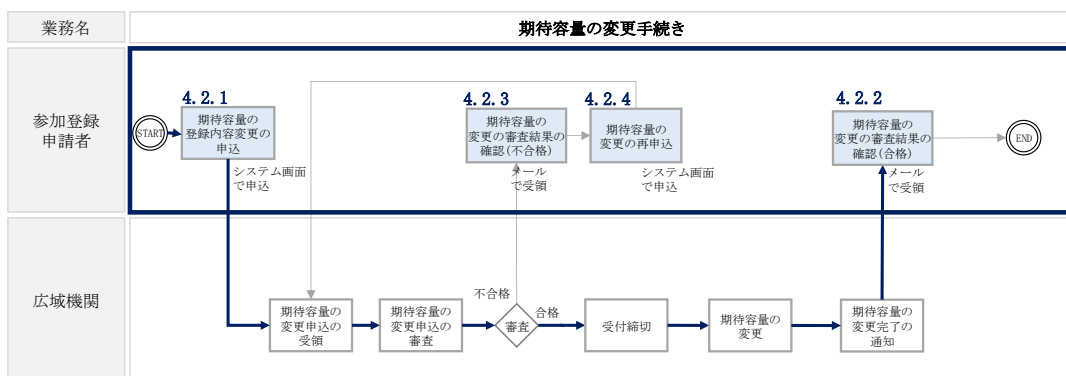 業務名
期待容量の変更手続き
参加登録
申請者
START
4.2.1
期待容量の
登録内容変更の
申込
システム画面
で申込
4.2.3
期待容量の
変更の審査結果の
確認(不合格)
メール
で受領
4.2.4
期待容量の
変更の再申込
システム画面
で申込
4.2.2
期待容量の
変更の審査結果の
確認(合格)
メール
で受領
END
広域機関
期待容量の
変更申込の
受領
期待容量の
変更申込の
審査
不合格
審査
合格
受付締切
期待容量の
変更
期待容量の
変更完了の
通知